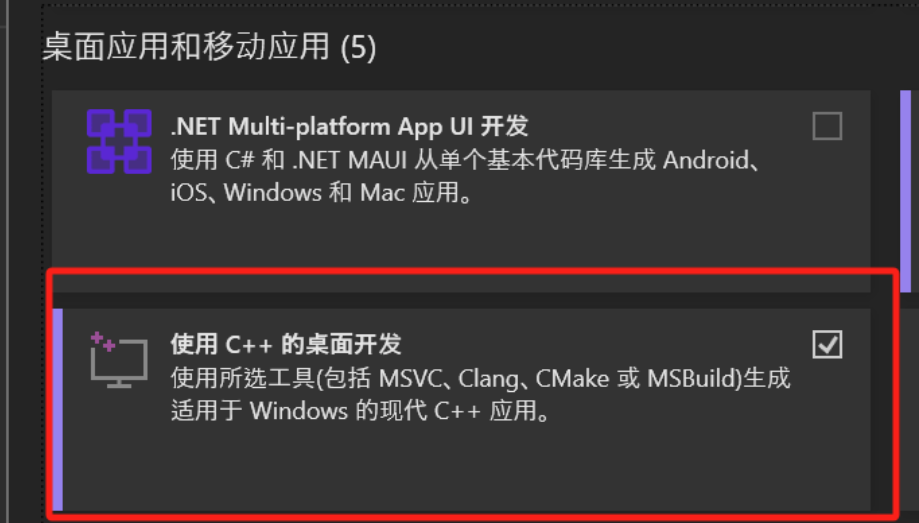 桌面应用和移动应用 (5)
.NET Multi-platform App UI 开发
使用 C# 和 .NET MAUI 从单个基本代码库生成 Android、
iOS、Windows 和 Mac 应用。
使用 C++ 的桌面开发
使用所选工具(包括 MSVC、Clang、CMake 或 MSBuild)生成
适用于 Windows 的现代 C++ 应用。